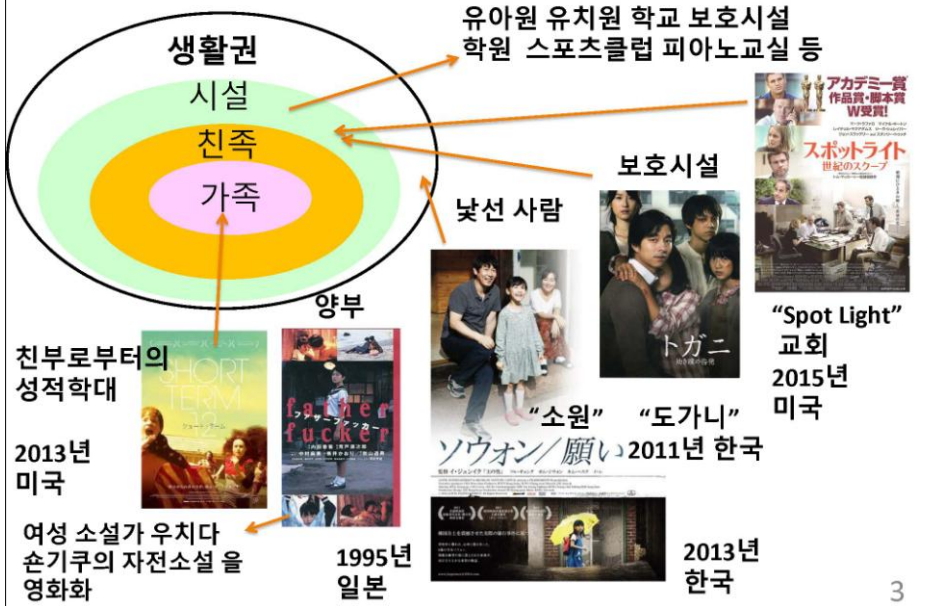 유아원 유치원 학교 보호시설
학원 스포츠클럽 피아노교실 등
생활권
시설
친족
가족
アカデミー賞
作品賞・脚本賞
W受賞!
スポットライト
世紀のスクープ
보호시설
낯선 사람
トガニ
양부
“Spot Light”
교회
2015년
미국
친부로부터의
성적학대
2013년
미국
SHORT
TERM
12
ショート・ターム
father
ファザーファッカー
fucker
“소원”
“도가니”
2011년 한국
ソウォン/願い
여성 소설가 우치다
슌기쿠의 자전소설 을
영화화
1995년
일본
2013년
한국
3